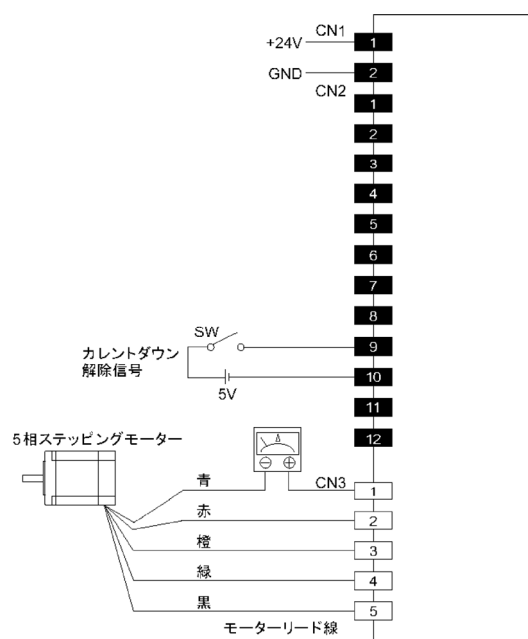 CN1
+24V
1
GND
2
CN2
1
2
3
4
5
6
7
8
SW
9
カレントダウン
解除信号
10
5V
11
12
5相ステッピングモーター
A
⊖ ⊕
青
CN3
1
赤
2
橙
3
緑
4
黒
5
モーターリード線